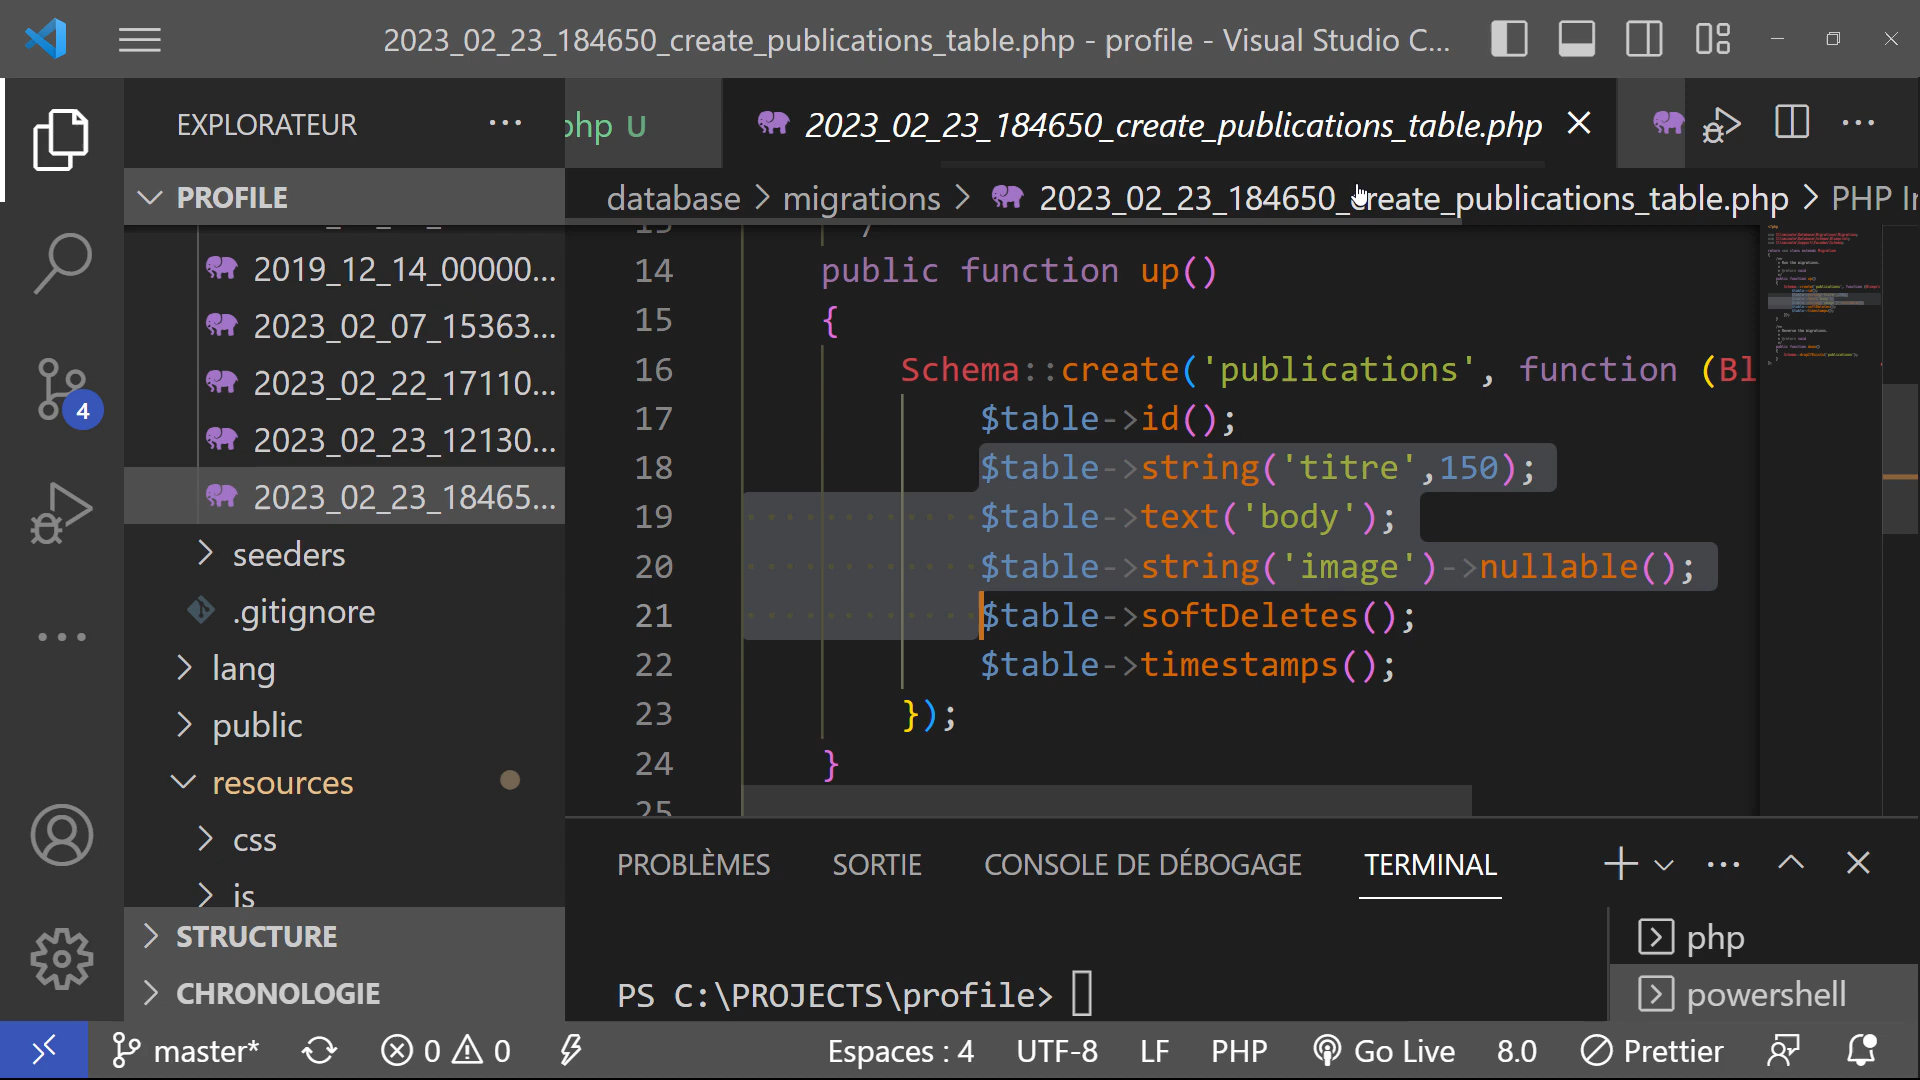 2023_02_23_184650_create_publications_table.php - profile - Visual Studio C...
EXPLORATEUR
php U
2023_02_23_184650_create_publications_table.php
PROFILE
database > migrations > 2023_02_23_184650_create_publications_table.php > PHP
2019_12_14_00000...
2023_02_07_15363...
2023_02_22_17110...
2023_02_23_12130...
2023_02_23_18465...
seeders
.gitignore
lang
public
resources
css
js
STRUCTURE
CHRONOLOGIE
4
14 public function up()
15 {
16 Schema::create('publications', function (Bl
17 $table->id();
18 $table->string('titre',150);
19 $table->text('body');
20 $table->string('image')->nullable();
21 $table->softDeletes();
22 $table->timestamps();
23 });
24 }
25
PROBLÈMES SORTIE CONSOLE DE DÉBOGAGE TERMINAL
PS C:\PROJECTS\profile>
php
powershell
master* 0 0 Espaces : 4 UTF-8 LF PHP Go Live 8.0 Prettier